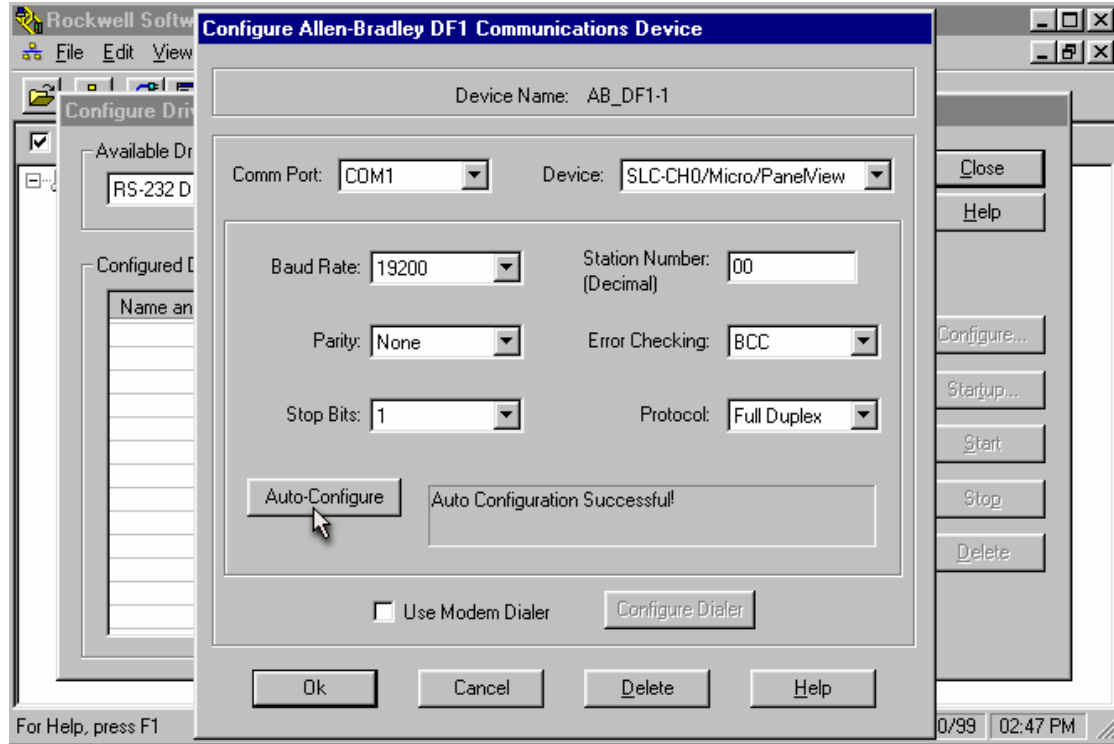 Rockwell Softw
Configure Allen-Bradley DF1 Communications Device
File Edit View
Device Name: AB_DF1-1
Configure Dri
Available Dr
Comm Port: COM1 Device: SLC-CH0/Micro/PanelView
Close
RS-232 D
Help
Configured D
Baud Rate: 19200 Station Number: 00
(Decimal)
Name an
Parity: None Error Checking: BCC
Configure...
Startup...
Stop Bits: 1 Protocol: Full Duplex
Start
Auto-Configure Auto Configuration Successful!
Stop
Delete
Use Modem Dialer Configure Dialer
Ok Cancel Delete Help
For Help, press F1 0/99 02:47 PM